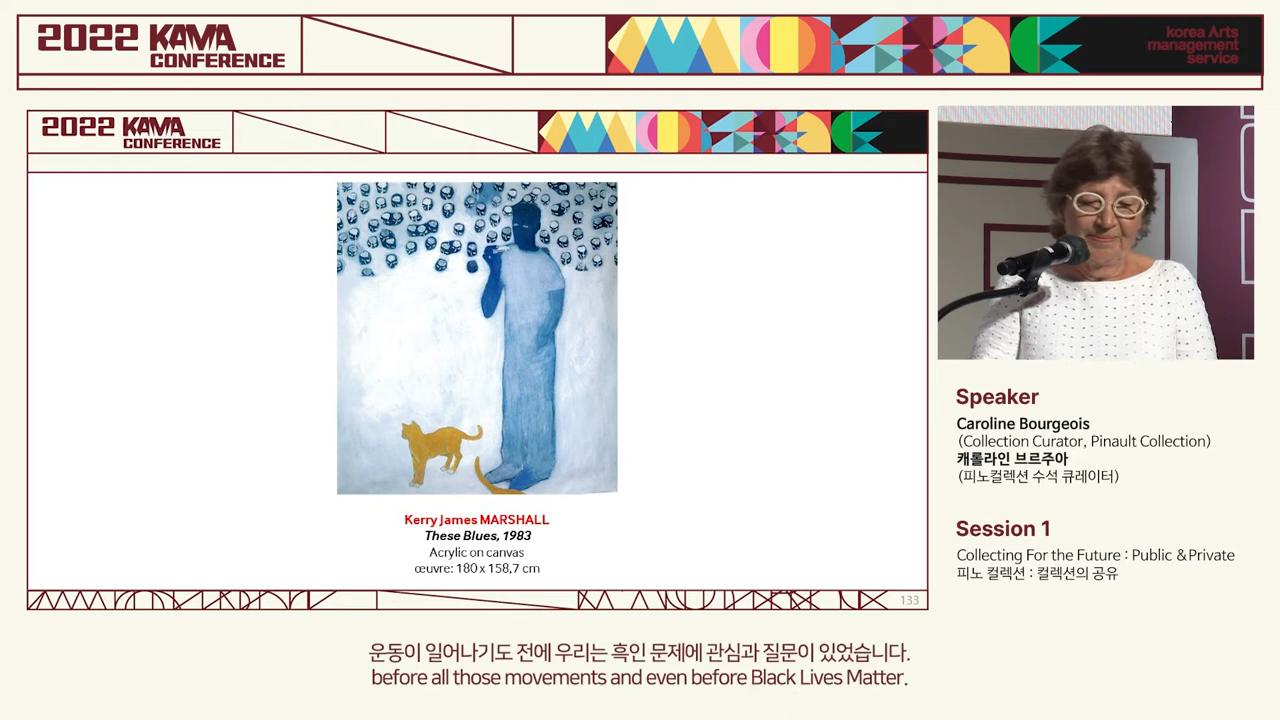 2022 KAMA
CONFERENCE
korea Arts
management
service
2022 KAMA
CONFERENCE
Kerry James MARSHALL
These Blues, 1983
Acrylic on canvas
œuvre: 180 x 158,7 cm
133
Speaker
Caroline Bourgeois
(Collection Curator, Pinault Collection)
캐롤라인 브르주아
(피노컬렉션 수석 큐레이터)
Session 1
Collecting For the Future : Public & Private
피노 컬렉션 : 컬렉션의 공유
운동이 일어나기도 전에 우리는 흑인 문제에 관심과 질문이 있었습니다.
before all those movements and even before Black Lives Matter.